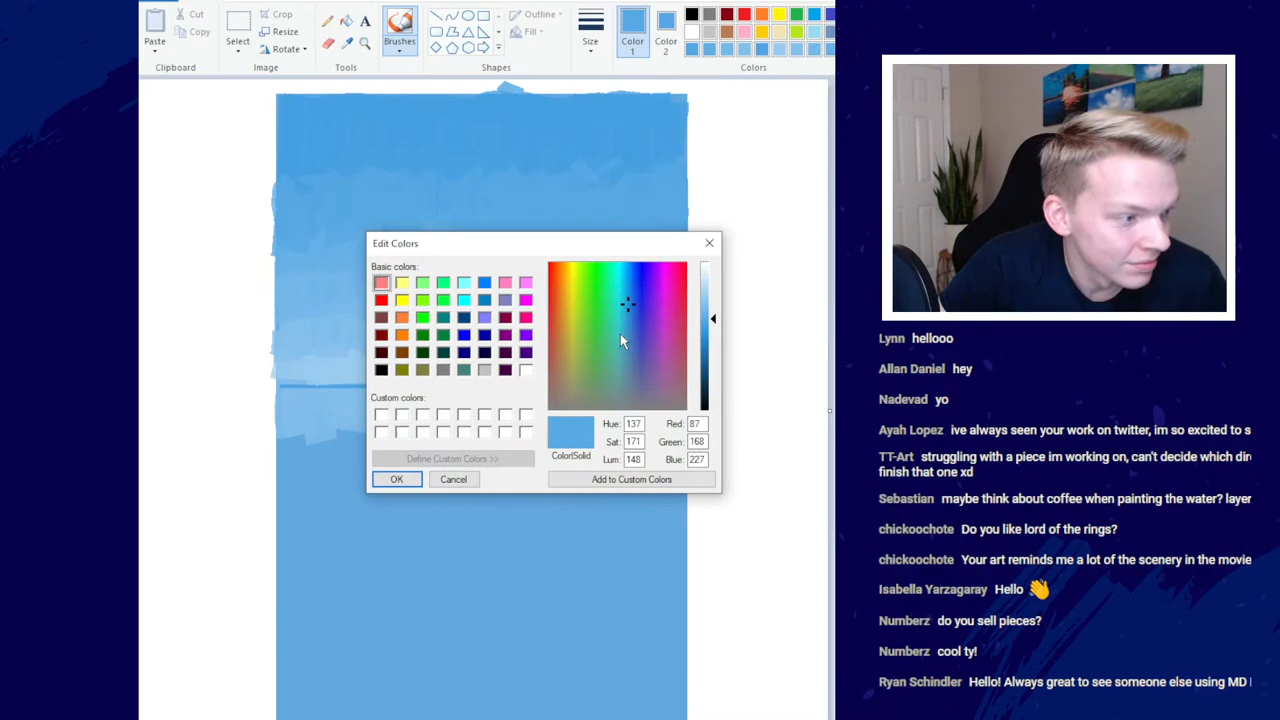 Cut
Copy
Paste
Clipboard
Crop
Resize
Rotate
Select
Image
Tools
Brushes
Outline
Fill
Shapes
Size
Color
1
Color
2
Colors
Edit Colors
Basic colors:
Custom colors:
Define Custom Colors >>
OK
Cancel
Color|Solid
Hue: 137
Sat: 171
Lum: 148
Red: 87
Green: 168
Blue: 227
Add to Custom Colors
Lynn hellooo
Allan Daniel hey
Nadevad yo
Ayah Lopez ive always seen your work on twitter, im so excited to s
TT-Art struggling with a piece im working on, can't decide which dir
finish that one xd
Sebastian maybe think about coffee when painting the water? layer
chickoochote Do you like lord of the rings?
chickoochote Your art reminds me a lot of the scenery in the movie
Isabella Yarzagaray Hello 👋
Numberz do you sell pieces?
Numberz cool ty!
Ryan Schindler Hello! Always great to see someone else using MD